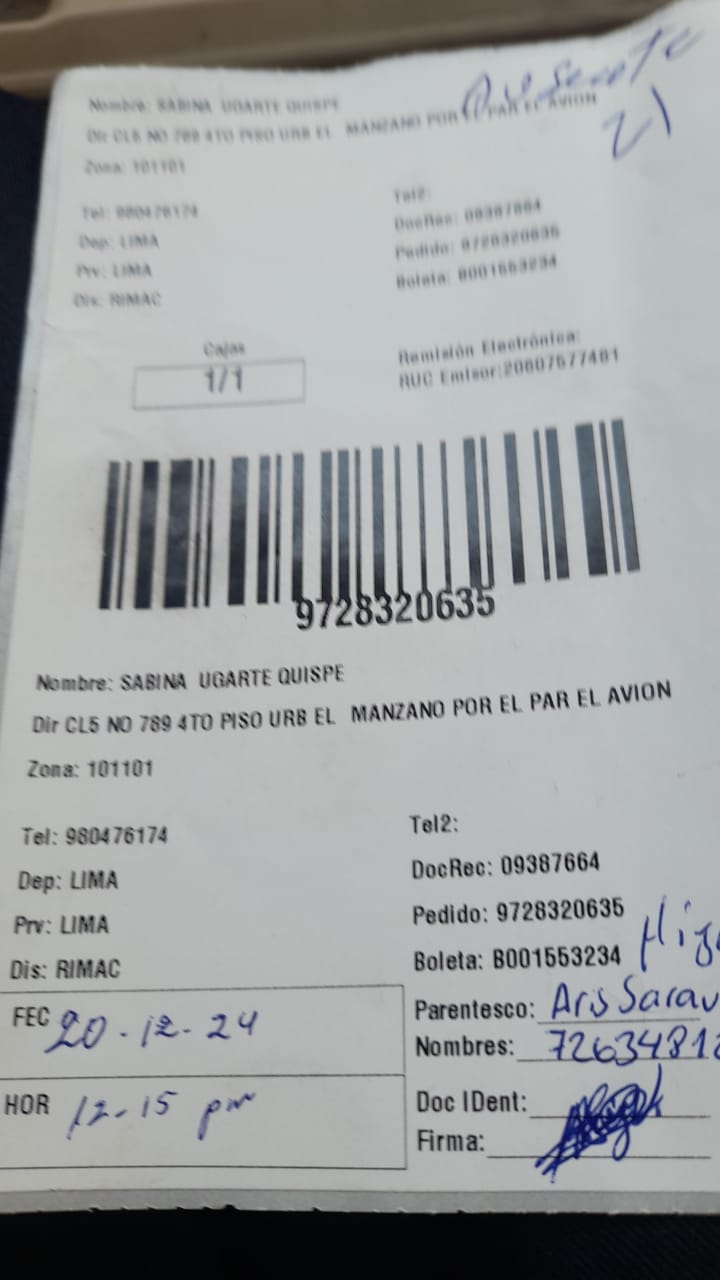 Nombre: SABINA UGARTE QUISPE
Dir CL5 NO 789 4TO PISO URB EL MANZANO POR EL PAR EL AVION
21
Zona: 101101
Tel2:
Tel: 980476174
DocRec: 09387664
Dep: LIMA
Pedido: 9728320635
Prv: LIMA
Boleta: B001553234
Dis: RIMAC
Cajas
1/1
Remisión Electrónica:
RUC Emisor:20607577481
9728320635
Nombre: SABINA UGARTE QUISPE
Dir CL5 NO 789 4TO PISO URB EL MANZANO POR EL PAR EL AVION
Zona: 101101
Tel: 980476174
Tel2:
Dep: LIMA
DocRec: 09387664
Prv: LIMA
Pedido: 9728320635
Dis: RIMAC
Boleta: B001553234
FEC 20-12-24
Parentesco: Aris Sarav
Nombres: 72634812
HOR 12-15 pm
Doc IDent:
Firma: